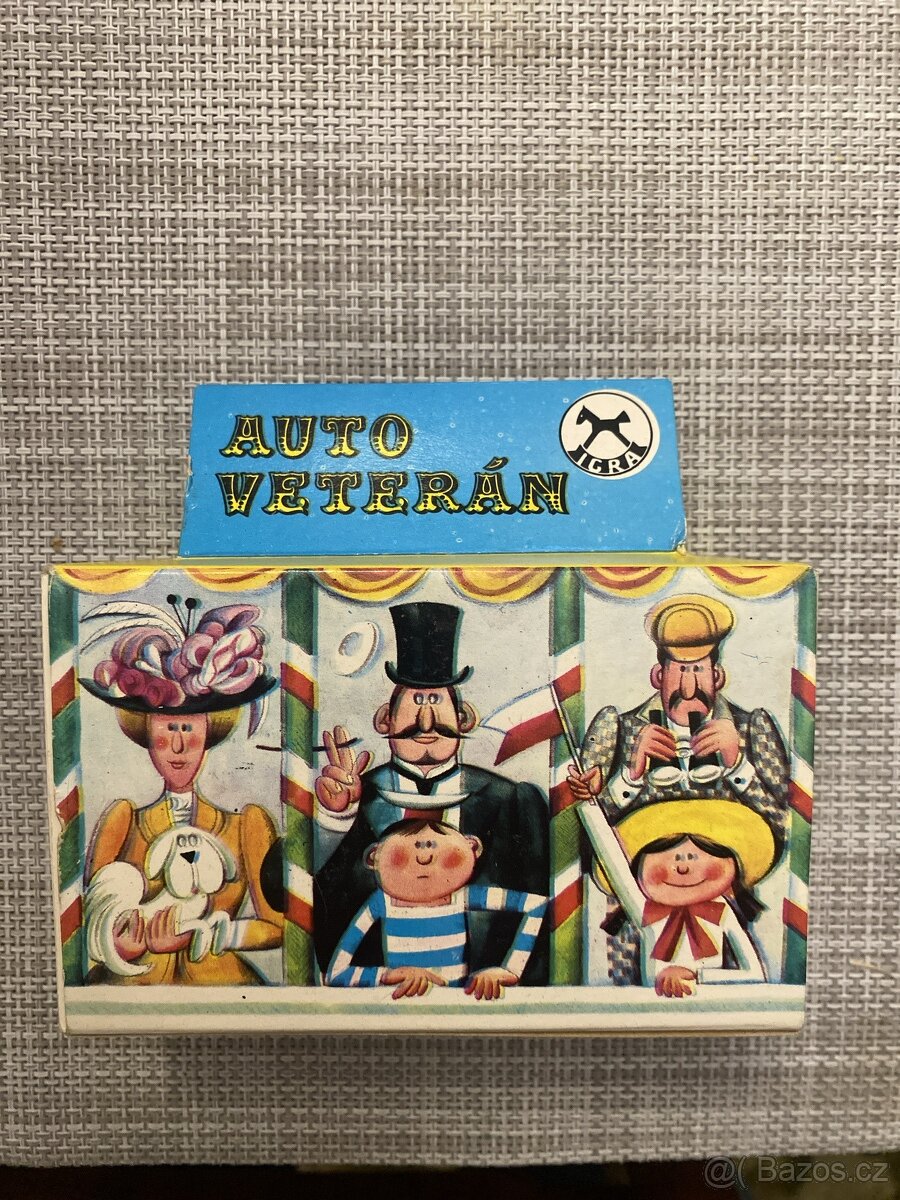 AUTO
VETERÁN
IGRA
@( Bazos.cz